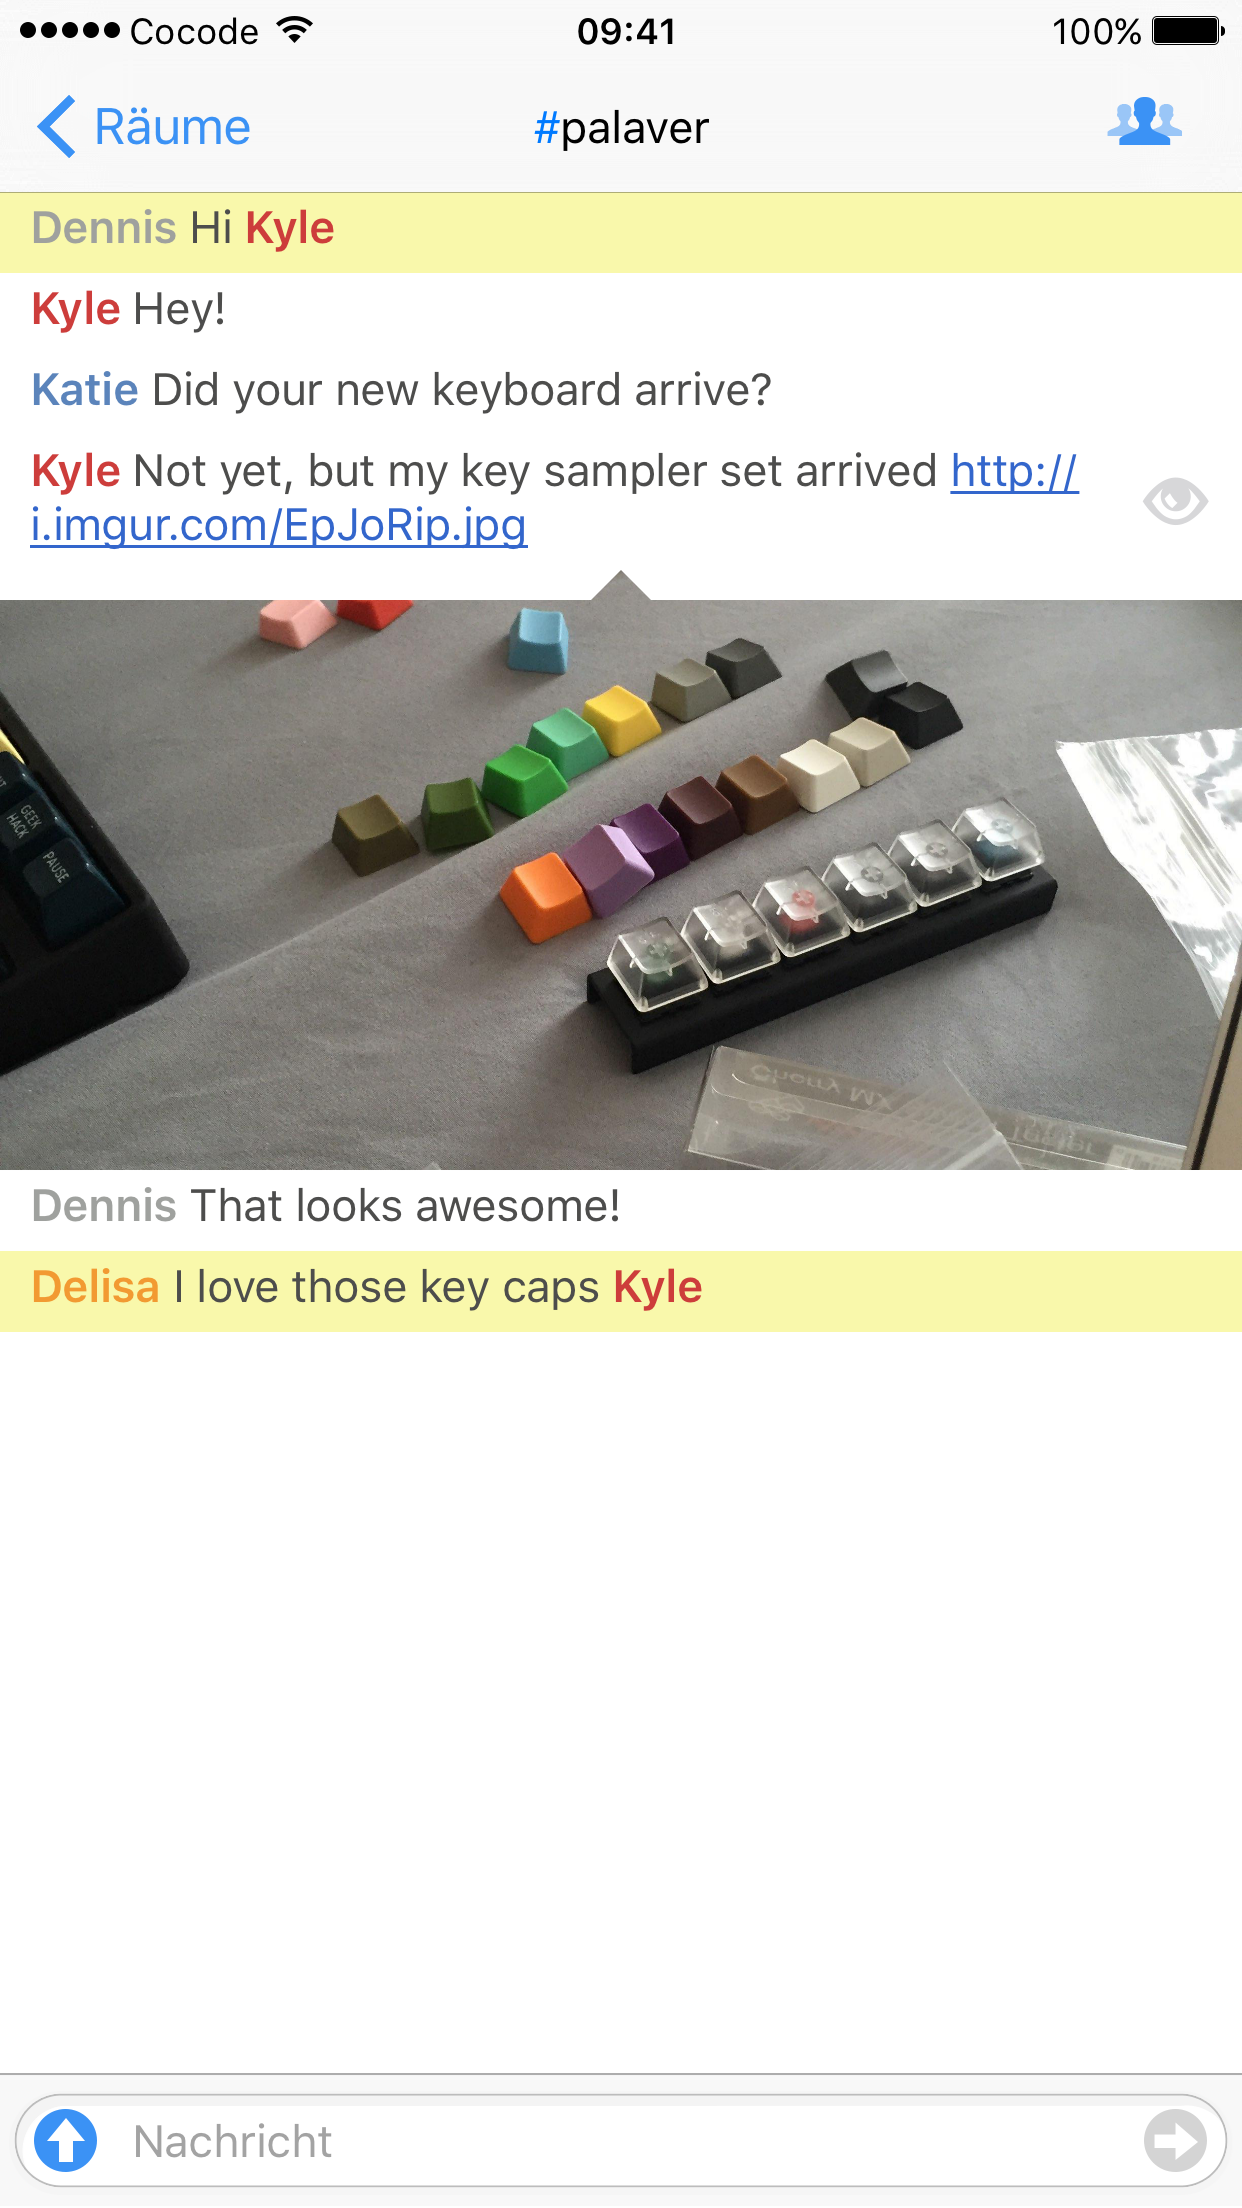 Cocode 09:41 100%
Räume #palaver
Dennis Hi Kyle
Kyle Hey!
Katie Did your new keyboard arrive?
Kyle Not yet, but my key sampler set arrived http://
i.imgur.com/EpJoRip.jpg
GEEK
HACK
PAUSE
Cherry MX
Dennis That looks awesome!
Delisa I love those key caps Kyle
Nachricht